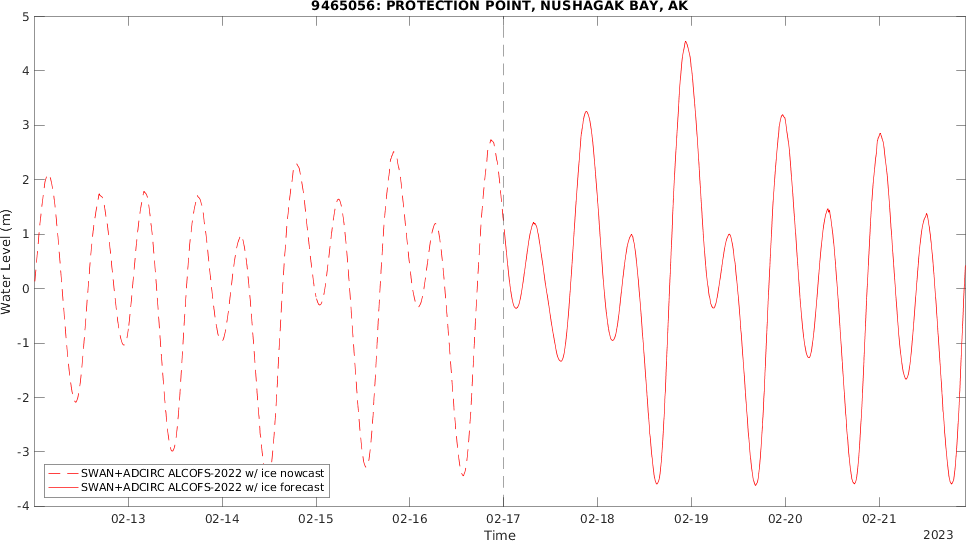 9465056: PROTECTION POINT, NUSHAGAK BAY, AK
5
4
3
2
1
0
-1
-2
-3
-4
Water Level (m)
SWAN+ADCIRC ALCOFS-2022 w/ ice nowcast
SWAN+ADCIRC ALCOFS-2022 w/ ice forecast
02-13 02-14 02-15 02-16 02-17 02-18 02-19 02-20 02-21
Time
2023